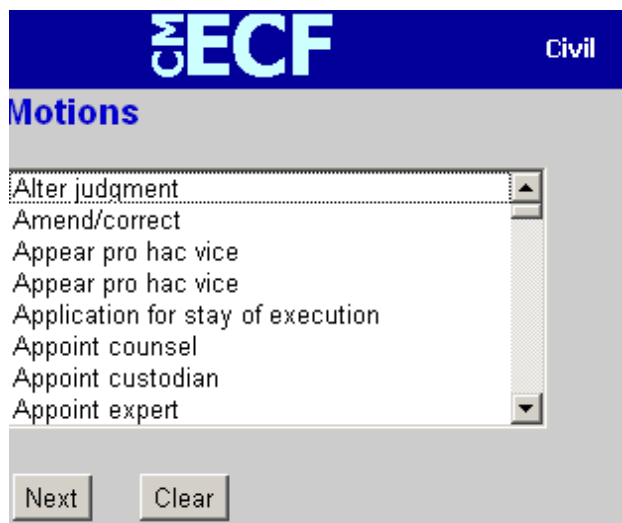 CM ECF Civil
Motions
Alter judgment
Amend/correct
Appear pro hac vice
Appear pro hac vice
Application for stay of execution
Appoint counsel
Appoint custodian
Appoint expert
Next Clear